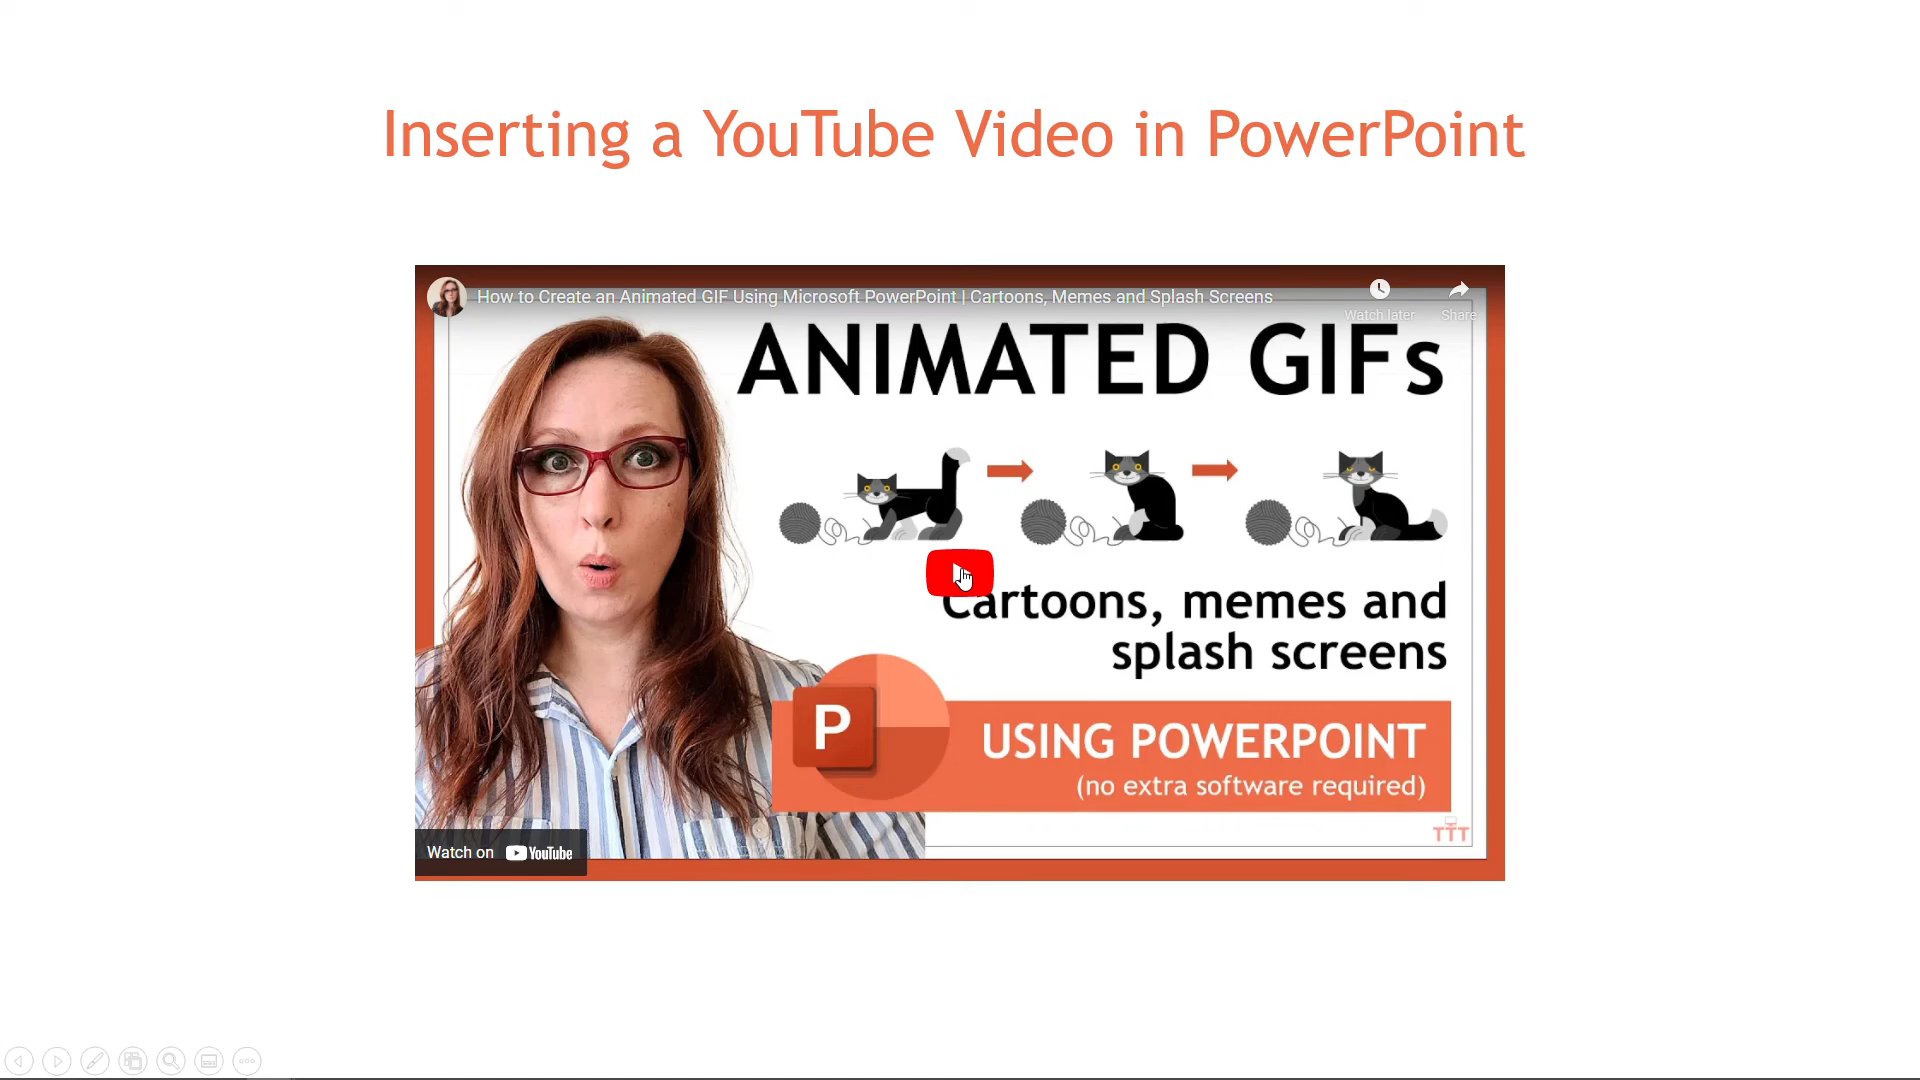 Inserting a YouTube Video in PowerPoint
How to Create an Animated GIF Using Microsoft PowerPoint | Cartoons, Memes and Splash Screens
Watch later
Share
ANIMATED GIFs
Cartoons, memes and
splash screens
P
USING POWERPOINT
(no extra software required)
TTT
Watch on YouTube